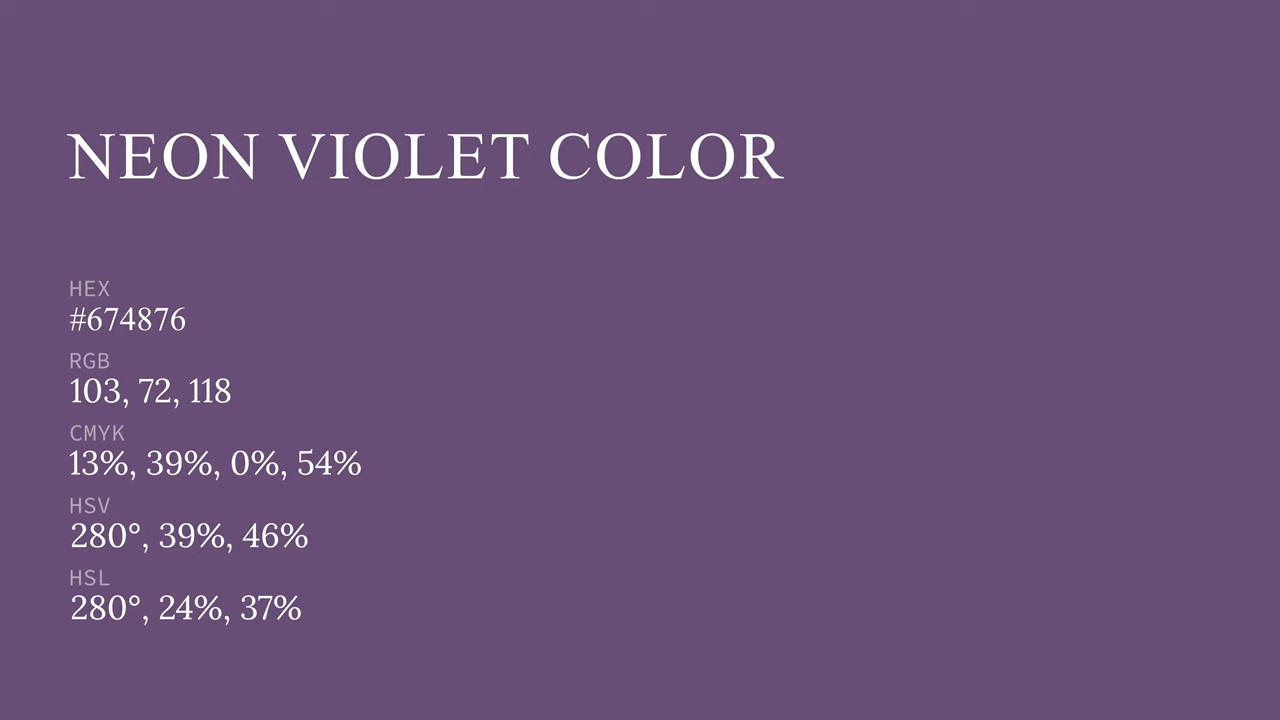 NEON VIOLET COLOR
HEX
#674876
RGB
103, 72, 118
CMYK
13%, 39%, 0%, 54%
HSV
280°, 39%, 46%
HSL
280°, 24%, 37%